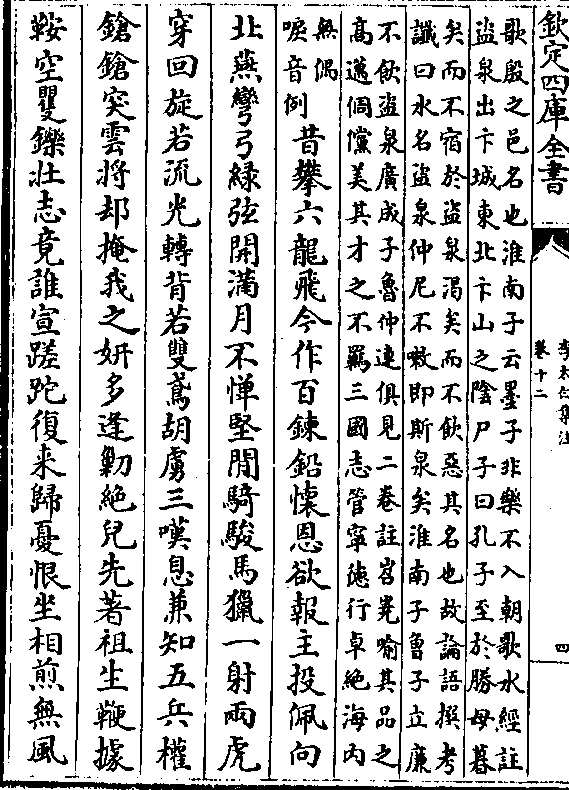 欽定四庫全書
李太白集注
卷十二
四
歌殷之邑名也淮南子云墨子非樂不入朝歌水經註
盜泉出卞城東北卞山之陰尸子曰孔子至於勝母暮
矣而不宿於盜泉渴矣而不飲惡其名也故論語撰考
讖曰水名盜泉仲尼不漱即斯泉矣淮南子曾子立廉
不飲盜泉廣成子魯仲連俱見二卷註岧嶤喻其品之
高邁倜儻美其才之不羈三國志管寧德行卓絕海內
無偶
唳音例
昔攀六龍飛今作百鍊鉛懷恩欲報主投佩向
北燕彎弓綠弦開滿月不憚堅閒騎駿馬獵一射兩虎
穿回旋若流光轉背若雙鳶胡虜三嘆息兼知五兵權
鎗鎗突雲將却掩我之妍多逢勦絕兒先著祖生鞭據
鞍空矍鑠壯志竟誰宣蹉跎復来歸憂恨坐相煎無風